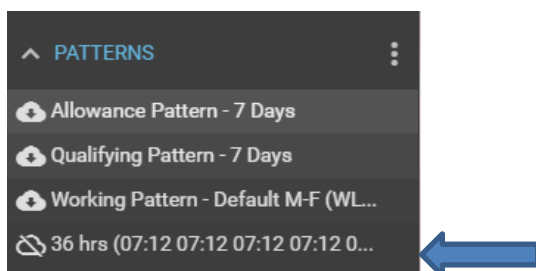 PATTERNS
Allowance Pattern - 7 Days
Qualifying Pattern - 7 Days
Working Pattern - Default M-F (WL...
36 hrs (07:12 07:12 07:12 07:12 0...